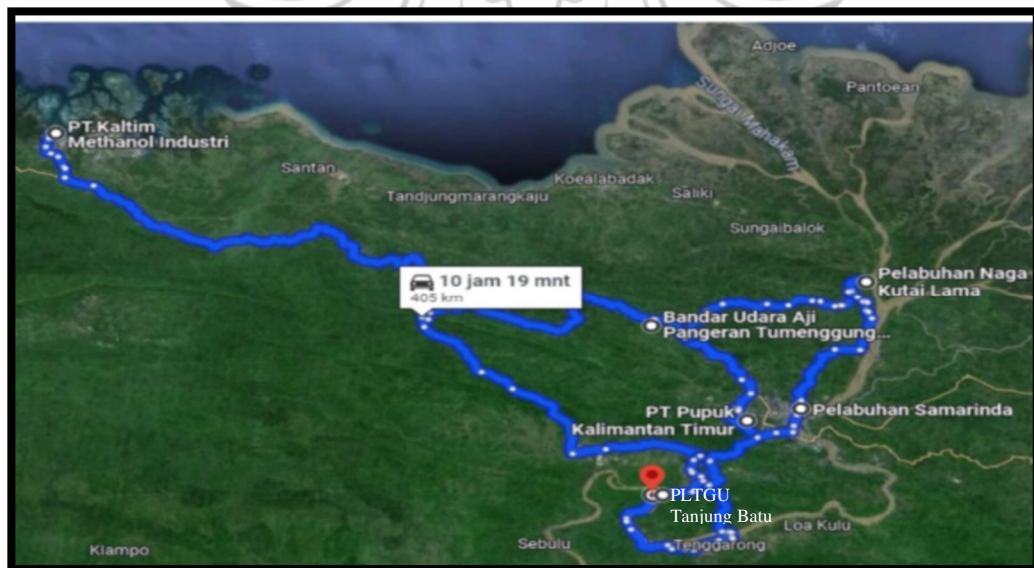 Adjoe
Pantoean
Sungai Mahakam
PT.Kaltim
Methanol Industri
Santan
Koealabadak
Tandjungmarangkaju
Saliki
Sungaibalok
10 jam 19 mnt
405 km
Pelabuhan Naga
Kutai Lama
Bandar Udara Aji
Pangeran Tumenggung...
PT Pupuk
Kalimantan Timur
Pelabuhan Samarinda
PLTGU
Tanjung Batu
Loa Kulu
Sebulu
Tenggarong
Klampo